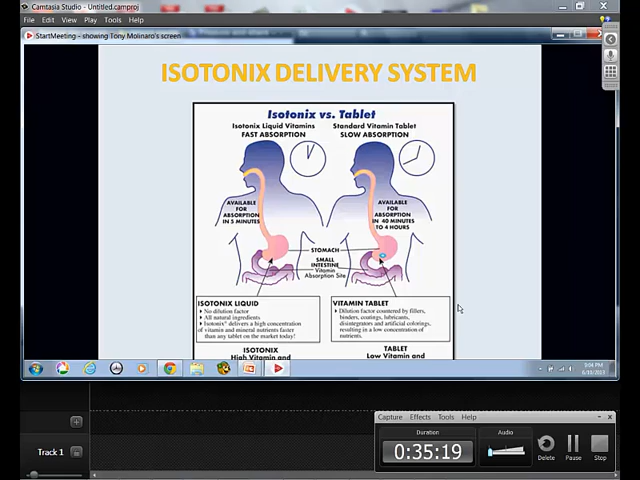 Camtasia Studio - Untitled.camproj
File Edit View Play Tools Help
StartMeeting - showing Tony Molinaro's screen
ISOTONIX DELIVERY SYSTEM
Isotonix vs. Tablet
Isotonix Liquid Vitamins
FAST ABSORPTION
Standard Vitamin Tablet
SLOW ABSORPTION
AVAILABLE
FOR
ABSORPTION
IN 5 MINUTES
AVAILABLE
FOR
ABSORPTION
IN 40 MINUTES
TO 4 HOURS
STOMACH
SMALL
INTESTINE
Vitamin
Absorption Site
ISOTONIX LIQUID
• No dilution factor
• All natural ingredients
• Isotonix® delivers a high concentration
of vitamin and mineral nutrients faster
than any tablet on the market today!
VITAMIN TABLET
• Dilution factor countered by fillers,
binders, coatings, lubricants,
disintegrators and artificial colorings,
resulting in a low concentration of
nutrients.
ISOTONIX
High Vitamin and
TABLET
Low Vitamin and
9:04 PM
Capture Effects Tools Help
Duration
0:35:19
Audio
Delete
Pause
Stop
Track 1